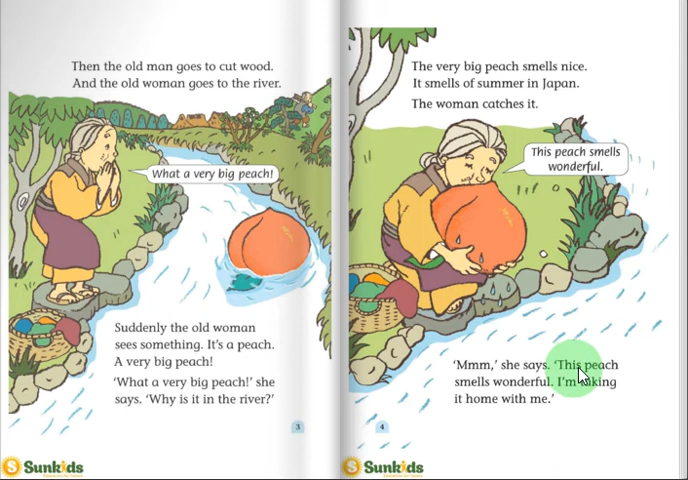 Then the old man goes to cut wood.
And the old woman goes to the river.
What a very big peach!
Suddenly the old woman
sees something. It's a peach.
A very big peach!
'What a very big peach!' she
says. 'Why is it in the river?'
3
Sunkids
The very big peach smells nice.
It smells of summer in Japan.
The woman catches it.
This peach smells
wonderful.
'Mmm,' she says. 'This peach
smells wonderful. I'm taking
it home with me.'
4
Sunkids